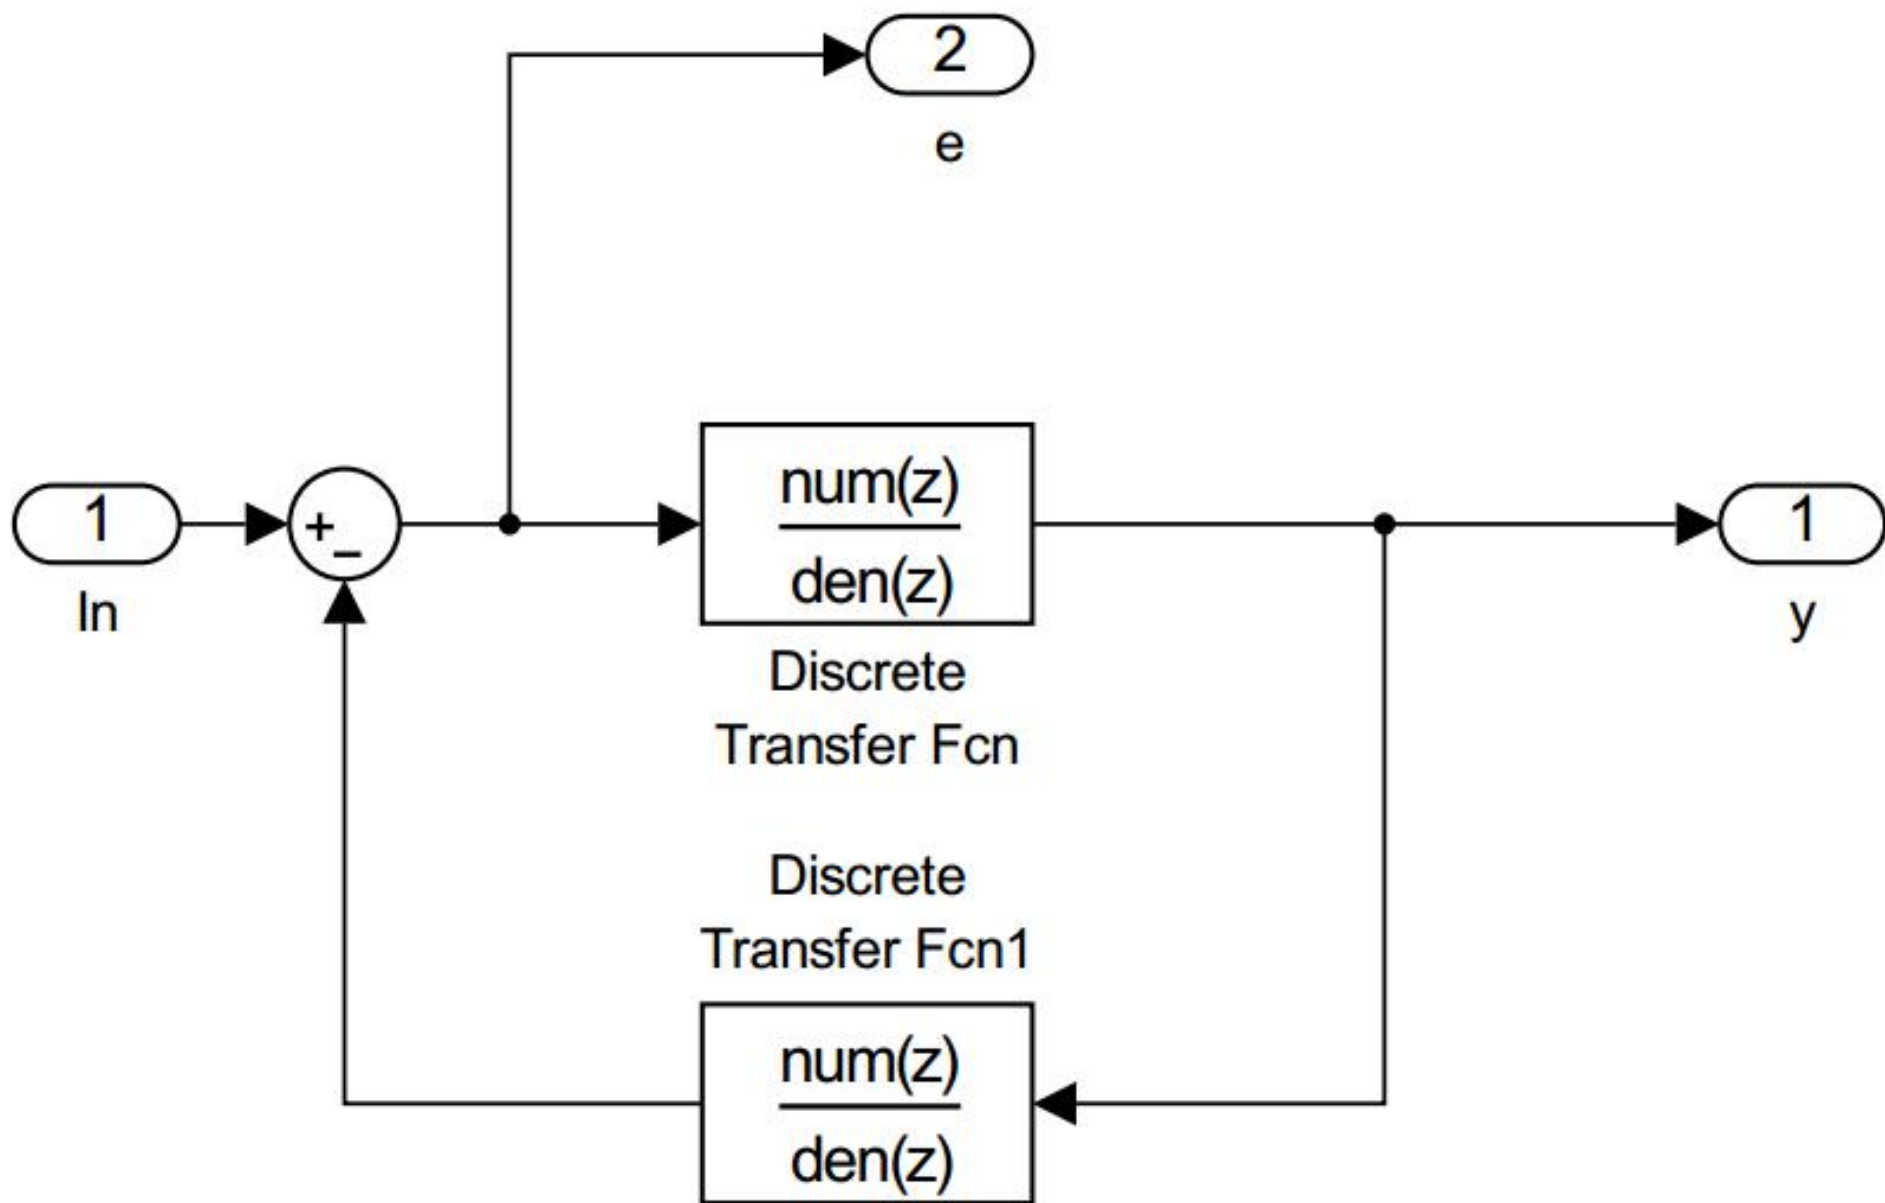 2
e
1
In
+
−
num(z)
den(z)
Discrete
Transfer Fcn
1
y
Discrete
Transfer Fcn1
num(z)
den(z)